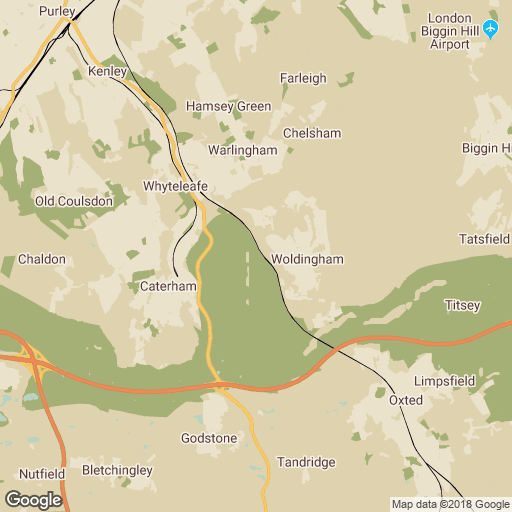 Purley
London
Biggin Hill
Airport
Kenley
Farleigh
Hamsey Green
Chelsham
Warlingham
Biggin Hi
Whyteleafe
Old Coulsdon
Tatsfield
Chaldon
Woldingham
Caterham
Titsey
Limpsfield
Oxted
Godstone
Tandridge
Bletchingley
Nutfield
Google
Map data ©2018 Google